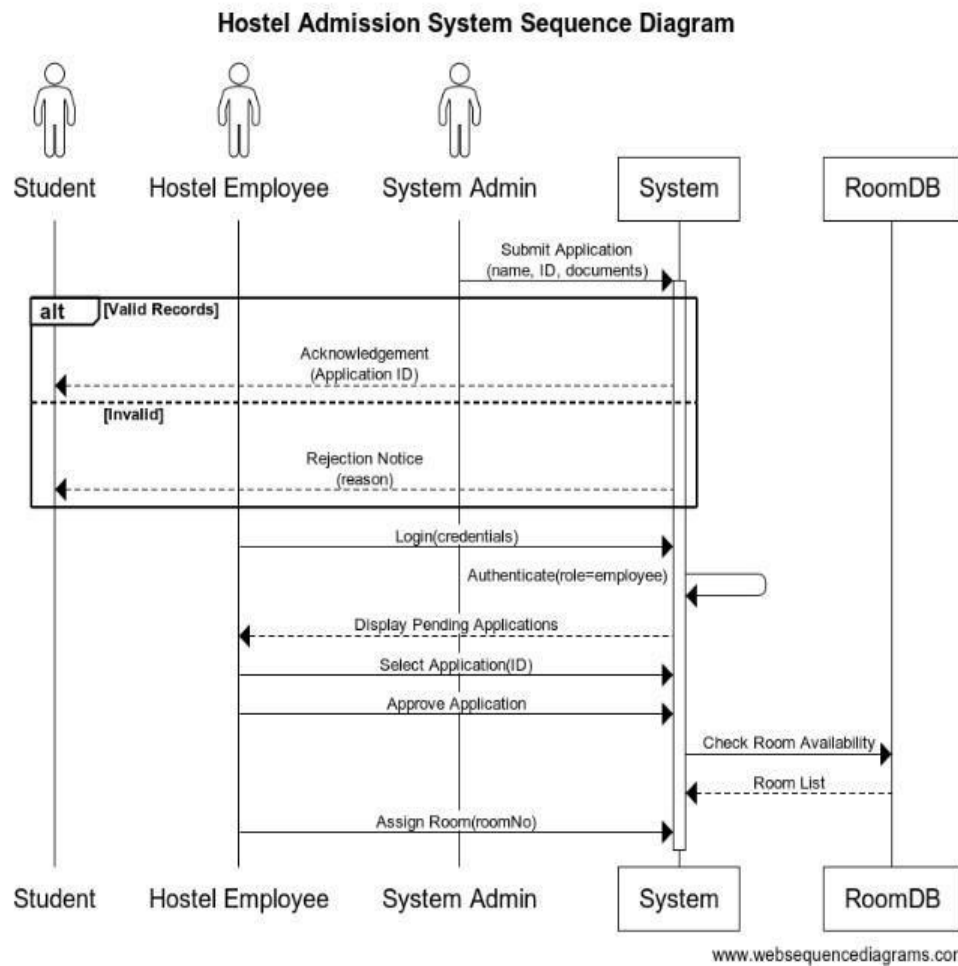 Hostel Admission System Sequence Diagram
Student
Hostel Employee
System Admin
System
RoomDB
Submit Application
(name, ID, documents)
alt
[Valid Records]
Acknowledgement
(Application ID)
[Invalid]
Rejection Notice
(reason)
Login(credentials)
Authenticate(role=employee)
Display Pending Applications
Select Application(ID)
Approve Application
Check Room Availability
Room List
Assign Room(roomNo)
Student
Hostel Employee
System Admin
System
RoomDB
www.websequencediagrams.com